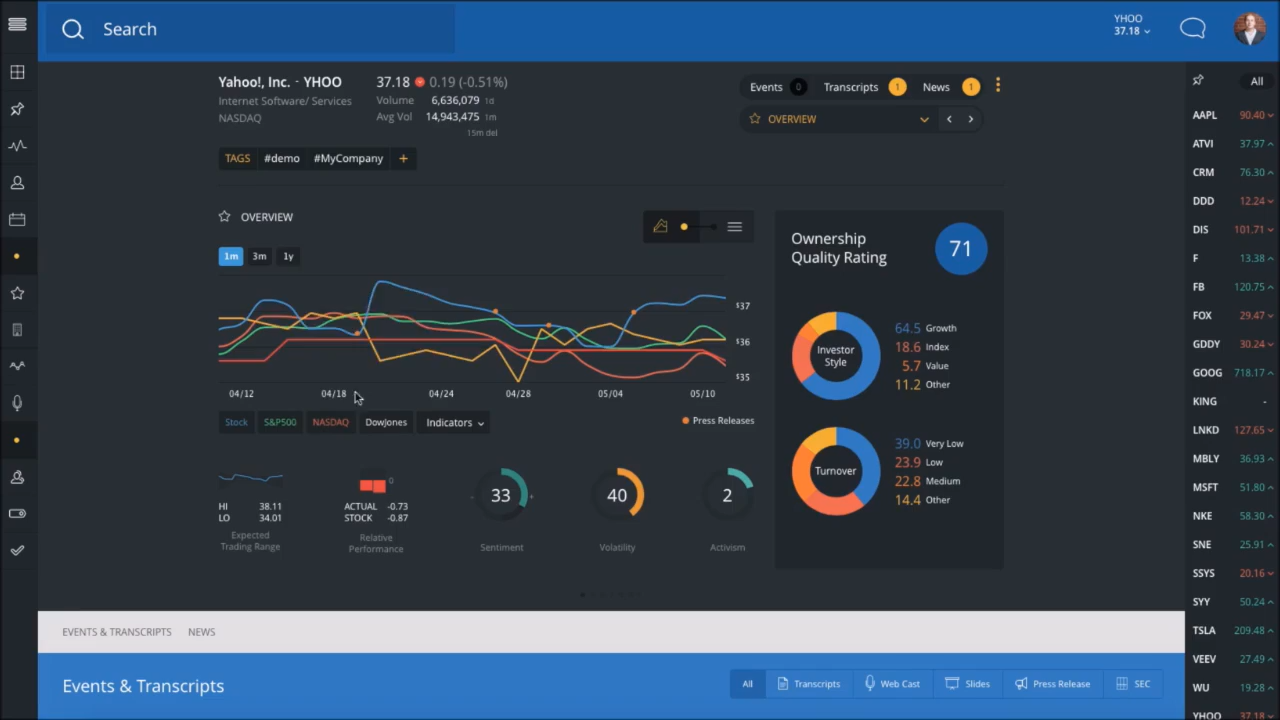 Search
YHOO
37.18
Yahoo!, Inc. - YHOO
Internet Software/ Services
NASDAQ
37.18 0.19 (-0.51%)
Volume 6,636,079 1d
Avg Vol 14,943,475 1m
15m del
Events 0 Transcripts 1 News 1
OVERVIEW
TAGS #demo #MyCompany +
OVERVIEW
1m 3m 1y
$37
$36
$35
04/12 04/18 04/24 04/28 05/04 05/10
Stock S&P500 NASDAQ DowJones Indicators
Press Releases
HI 38.11
LO 34.01
Expected
Trading Range
0
ACTUAL -0.73
STOCK -0.87
Relative
Performance
- 33 +
Sentiment
40
Volatility
2
Activism
Ownership
Quality Rating
71
Investor
Style
64.5 Growth
18.6 Index
5.7 Value
11.2 Other
Turnover
39.0 Very Low
23.9 Low
22.8 Medium
14.4 Other
All
AAPL 90.40
ATVI 37.97
CRM 76.30
DDD 12.24
DIS 101.71
F 13.38
FB 120.75
FOX 29.47
GDDY 30.24
GOOG 718.17
KING -
LNKD 127.65
MBLY 36.93
MSFT 51.80
NKE 58.30
SNE 25.91
SSYS 20.16
SYY 50.24
TSLA 209.48
VEEV 27.49
WU 19.28
YHOO 37.18
EVENTS & TRANSCRIPTS NEWS
Events & Transcripts
All Transcripts Web Cast Slides Press Release SEC